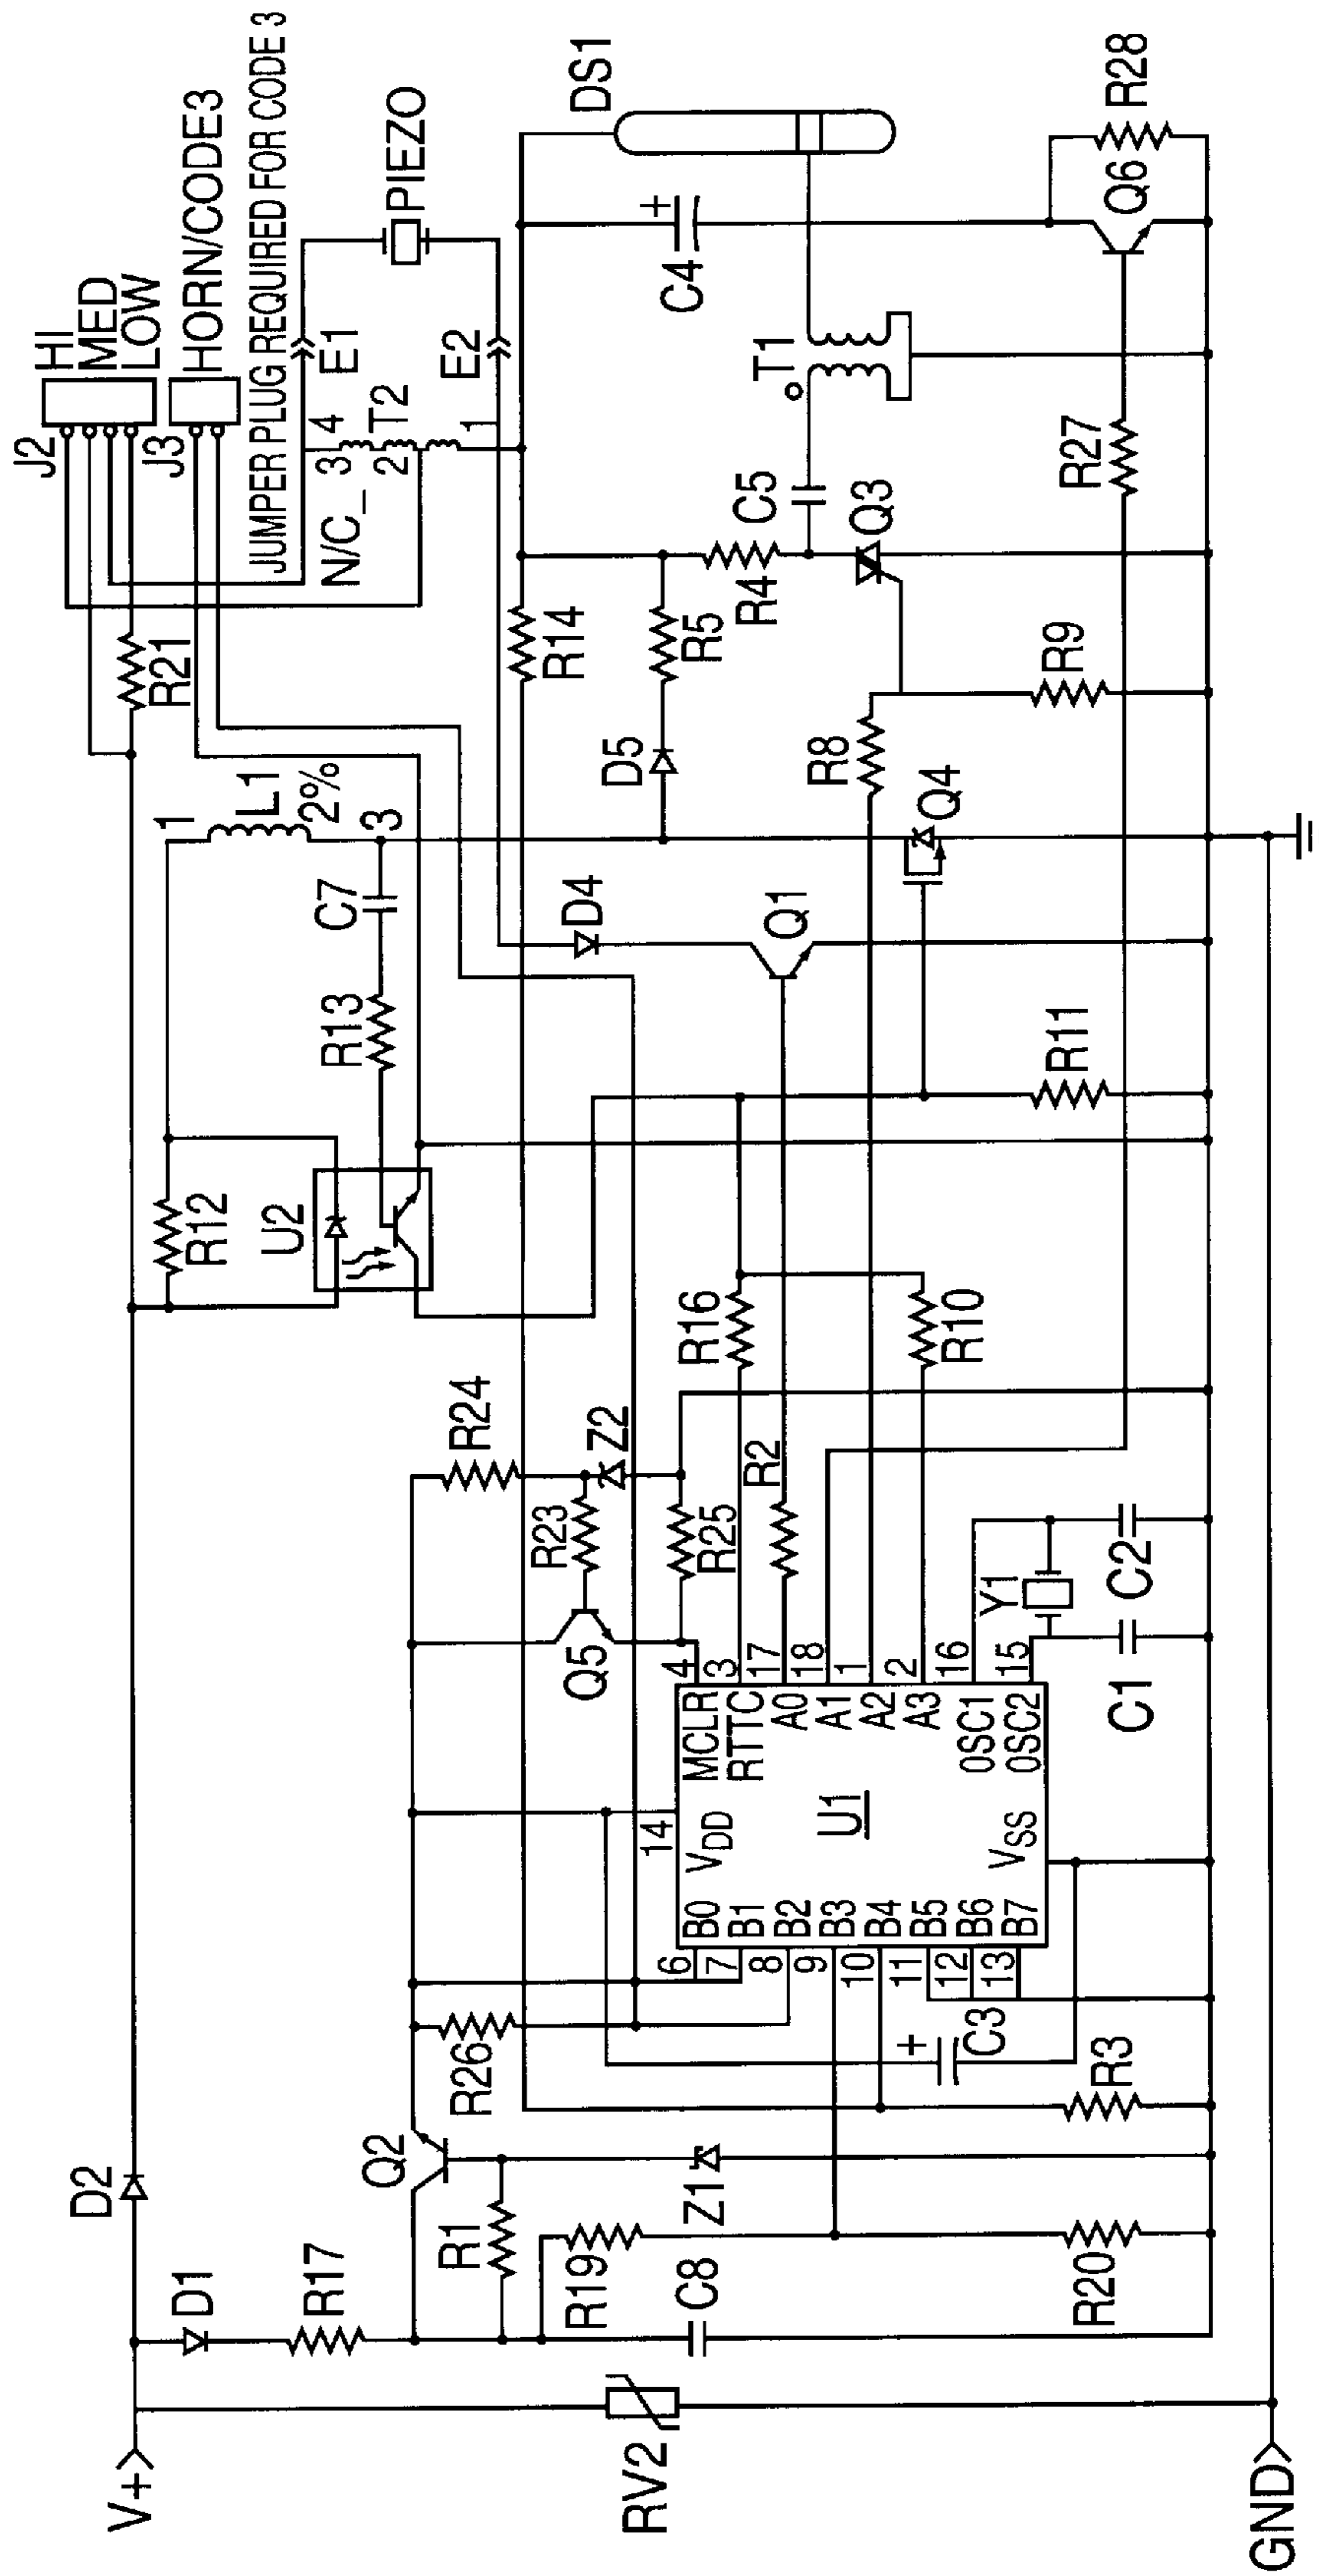 V+
GND
RV2
D1
R17
D2
R1
Q2
R19
C8
Z1
R20
R3
R26
C3
+
6
7
8
9
10
11
12
13
B0
B1
B2
B3
B4
B5
B6
B7
14
VDD
U1
VSS
MCLR
RTTC
A0
A1
A2
A3
OSC1
OSC2
4
3
17
18
1
2
16
15
Q5
R23
R24
Z2
R25
R2
R16
R10
Y1
C1
C2
R12
U2
R13
C7
L1
2%
1
3
R11
D4
Q1
Q4
D5
R5
R8
R9
R14
R21
R4
C5
Q3
R27
T1
C4
+
DS1
Q6
R28
J2
HI
MED
LOW
J3
HORN/CODE3
JUMPER PLUG REQUIRED FOR CODE 3
N/C_
3
4
2
T2
1
E1
E2
PIEZO